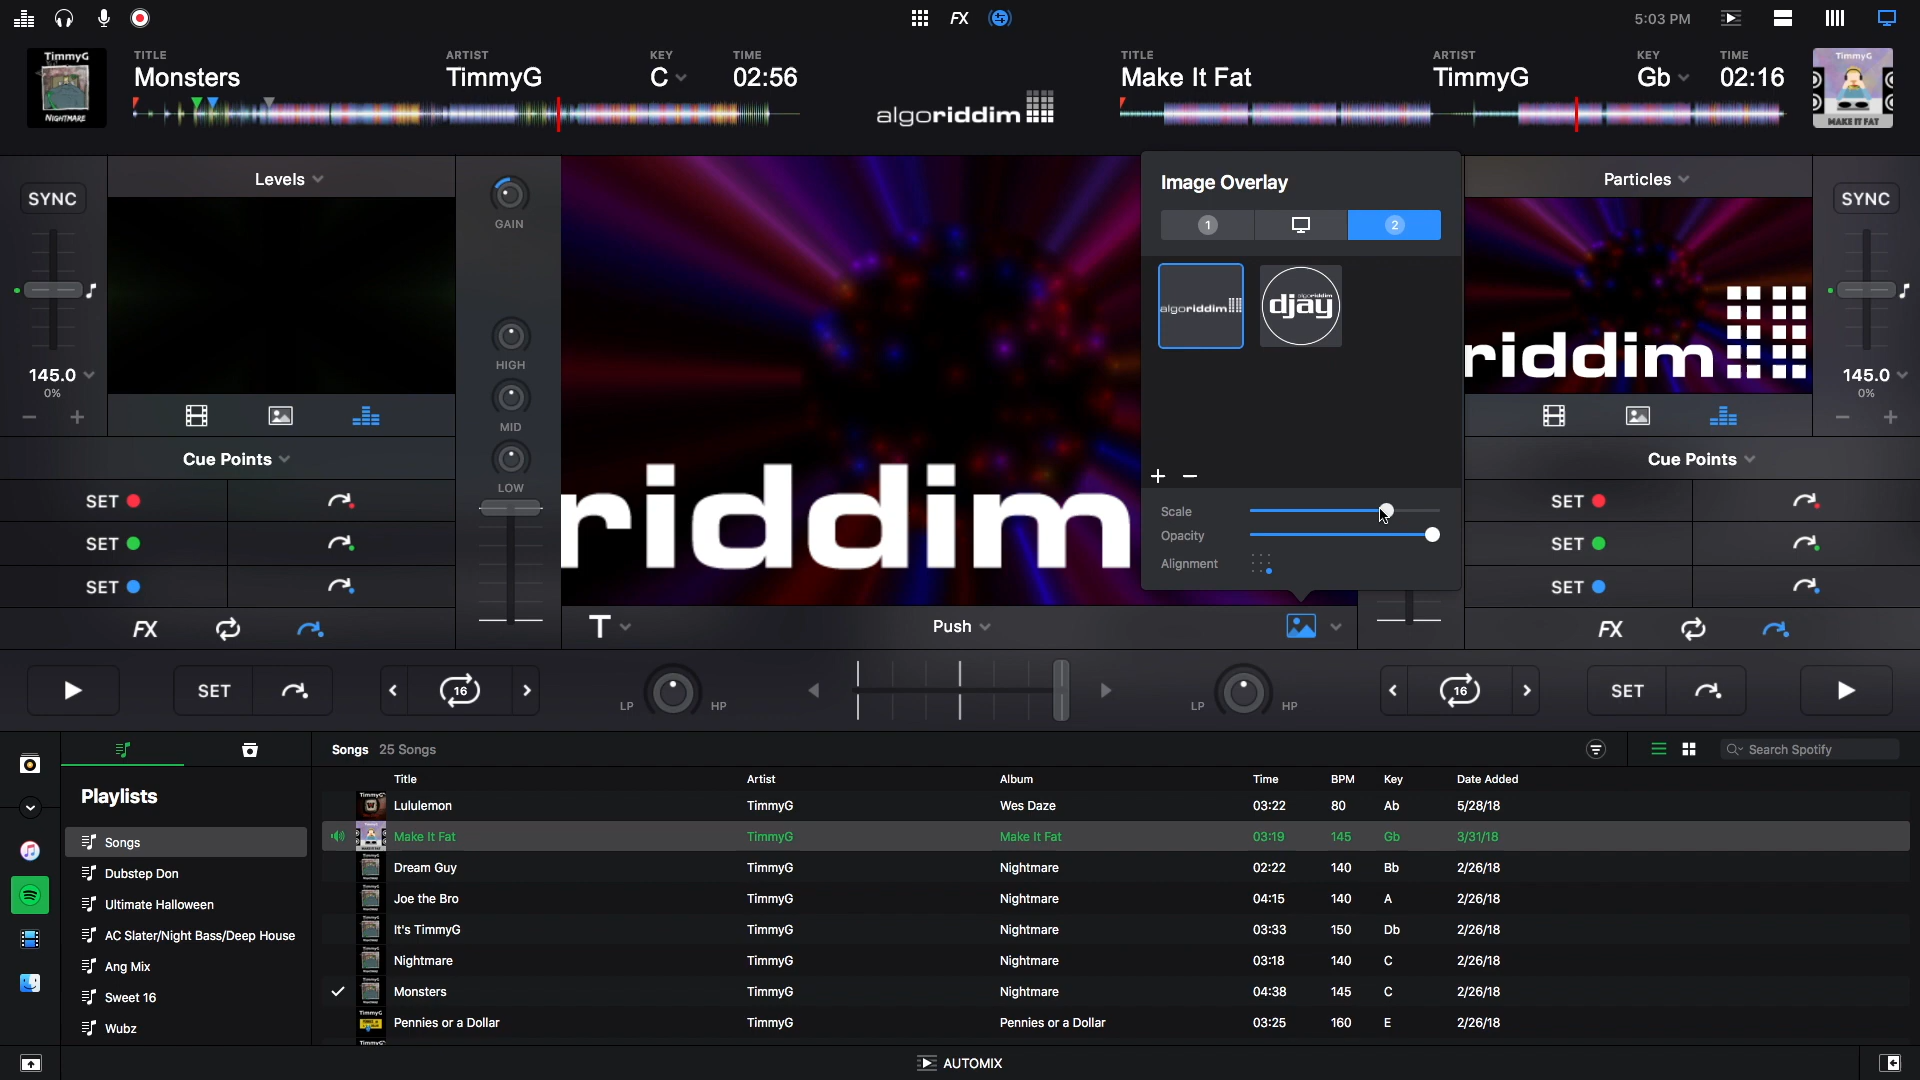 FX
5:03 PM
TimmyG
NIGHTMARE
TITLE ARTIST KEY TIME
Monsters TimmyG C 02:56
algoriddim
TITLE ARTIST KEY TIME
Make It Fat TimmyG Gb 02:16
TimmyG
MAKE IT FAT
SYNC
Levels
GAIN
HIGH
MID
LOW
145.0
0%
Image Overlay
1 2
algoriddim
algoriddim
djay
Scale
Opacity
Alignment
riddim
Particles
riddim
SYNC
145.0
0%
Cue Points
SET
SET
SET
FX
T
Push
Cue Points
SET
SET
SET
FX
SET
16
LP HP
LP HP
16
SET
Playlists
Songs
Dubstep Don
Ultimate Halloween
AC Slater/Night Bass/Deep House
Ang Mix
Sweet 16
Wubz
Songs 25 Songs
Search Spotify
Title Artist Album Time BPM Key Date Added
Lululemon TimmyG Wes Daze 03:22 80 Ab 5/28/18
Make It Fat TimmyG Make It Fat 03:19 145 Gb 3/31/18
Dream Guy TimmyG Nightmare 02:22 140 Bb 2/26/18
Joe the Bro TimmyG Nightmare 04:15 140 A 2/26/18
It's TimmyG TimmyG Nightmare 03:33 150 Db 2/26/18
Nightmare TimmyG Nightmare 03:18 140 C 2/26/18
Monsters TimmyG Nightmare 04:38 145 C 2/26/18
Pennies or a Dollar TimmyG Pennies or a Dollar 03:25 160 E 2/26/18
AUTOMIX